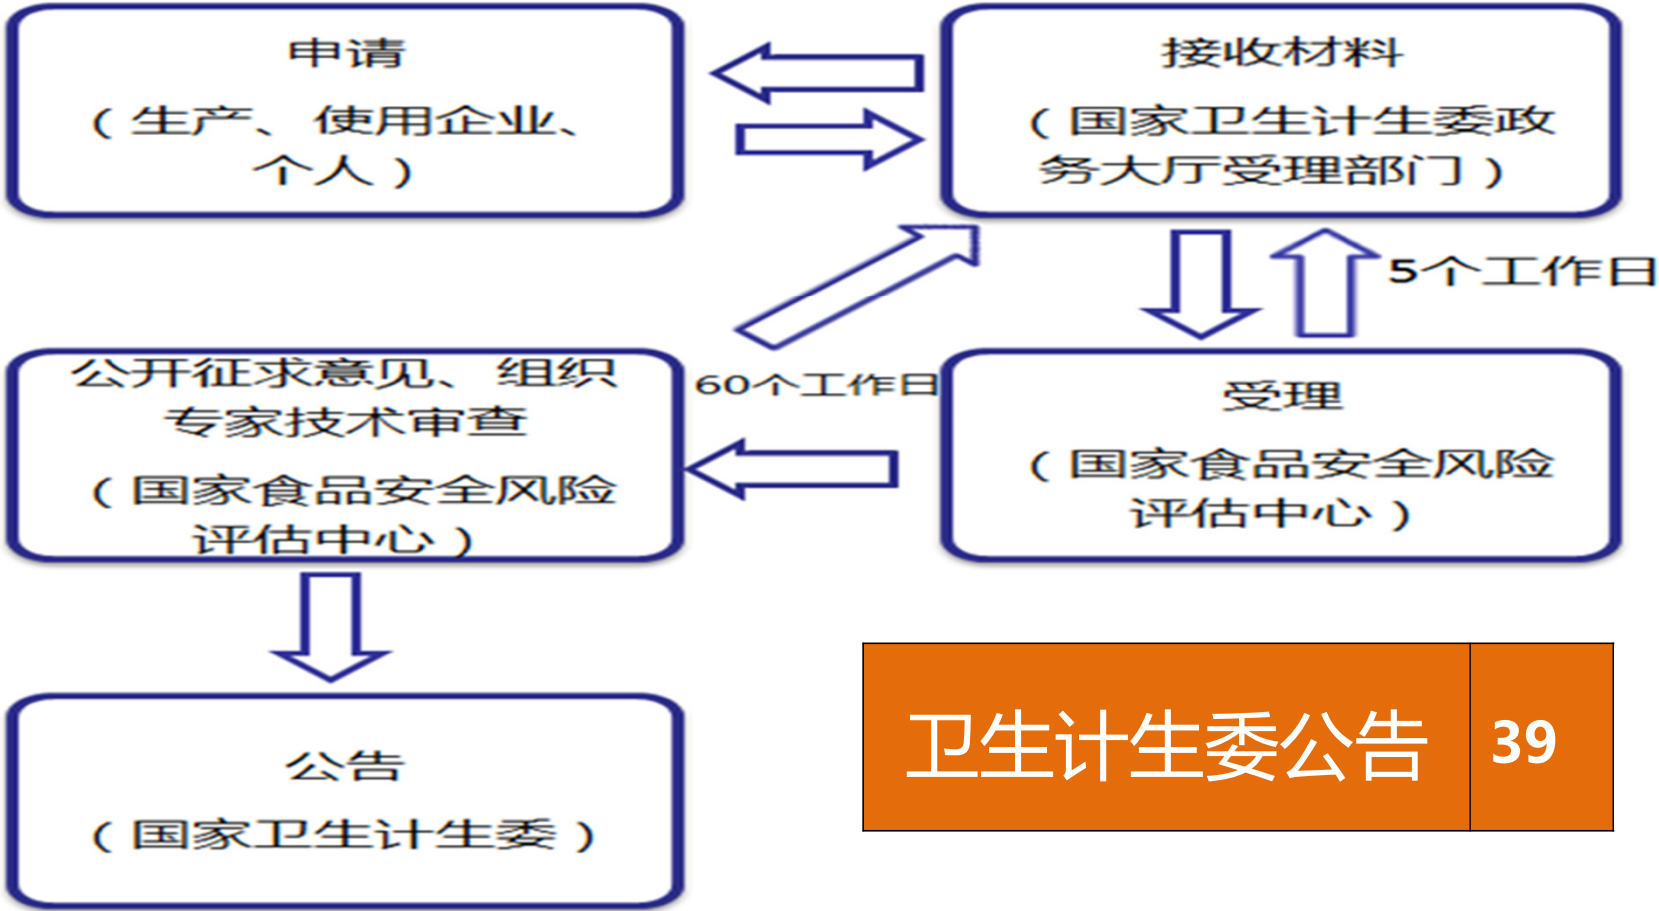 申请
（生产、使用企业、
个人）
接收材料
（国家卫生计生委政
务大厅受理部门）
5个工作日
公开征求意见、组织
专家技术审查
（国家食品安全风险
评估中心）
60个工作日
受理
（国家食品安全风险
评估中心）
公告
（国家卫生计生委）
卫生计生委公告 39